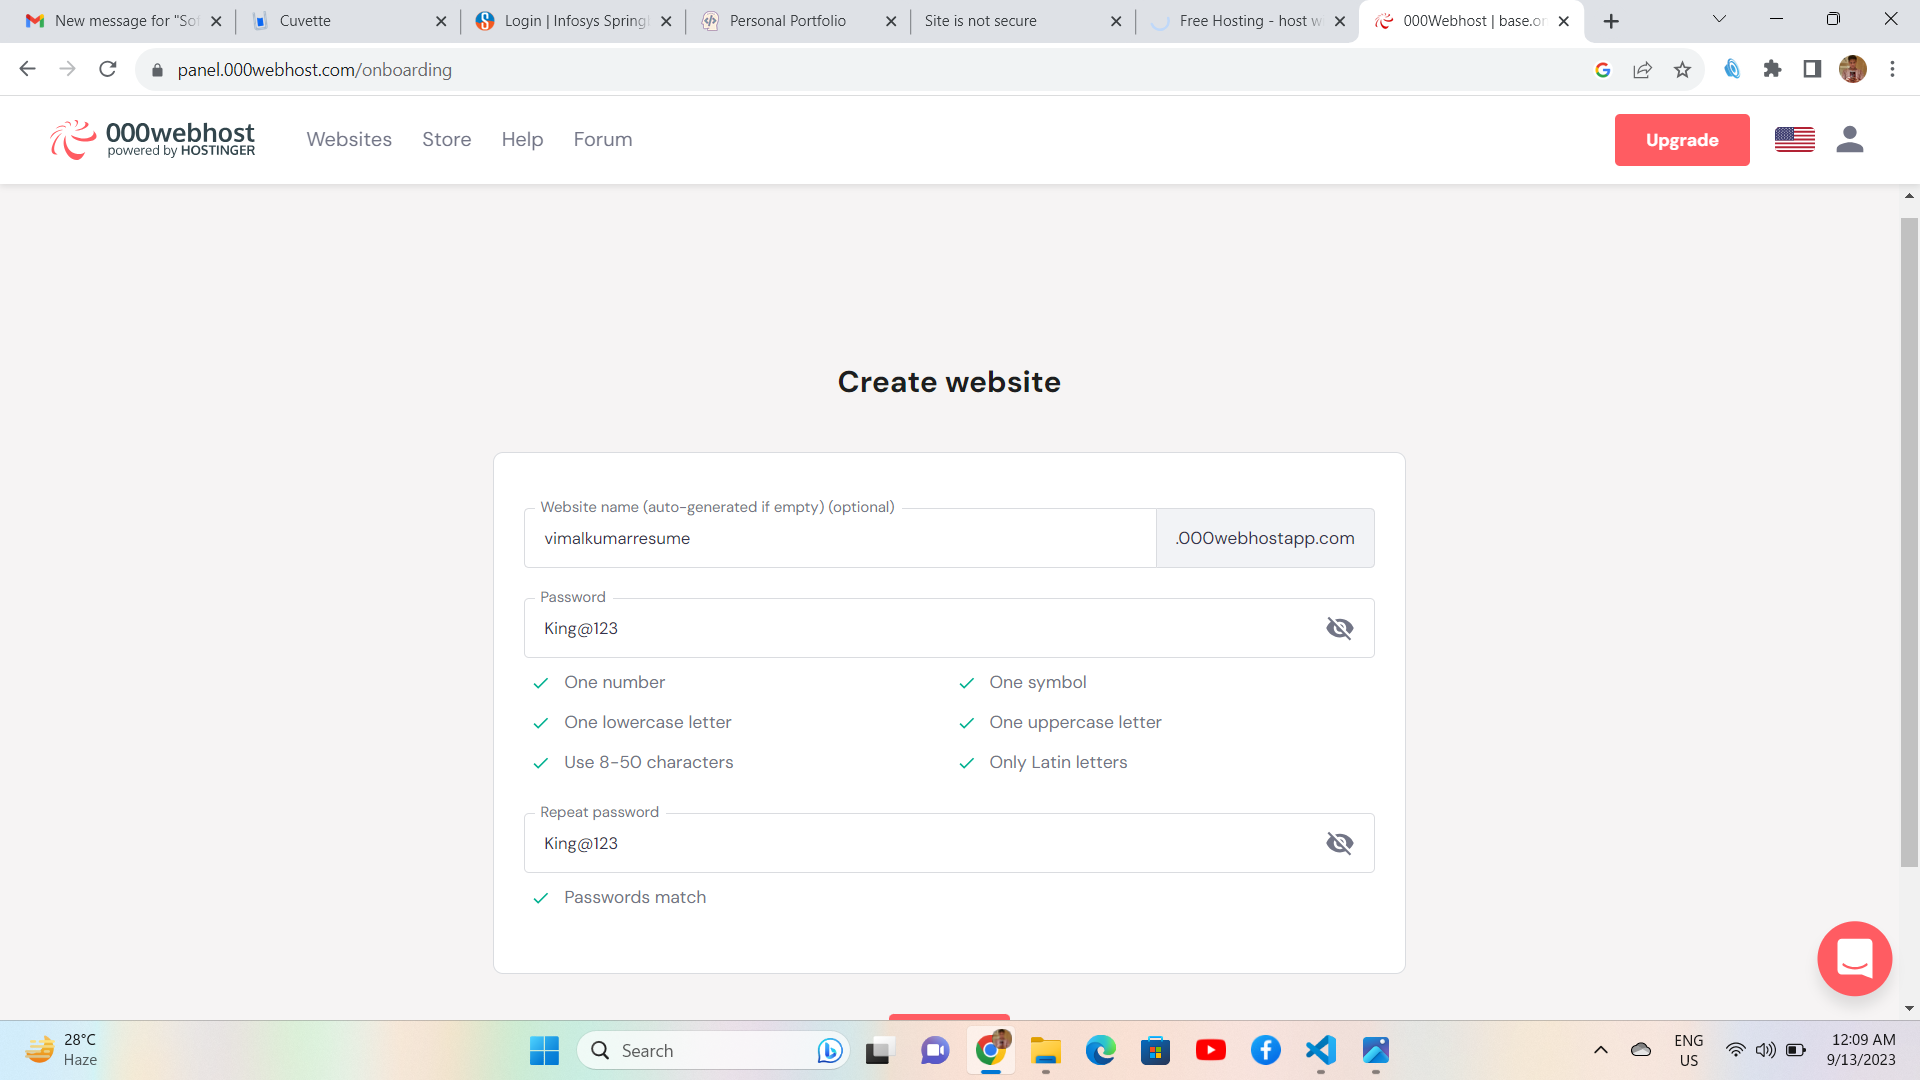 New message for "Sof
Cuvette
Login | Infosys Spring
Personal Portfolio
Site is not secure
Free Hosting - host w
000Webhost | base.or
panel.000webhost.com/onboarding
000webhost
powered by HOSTINGER
Websites
Store
Help
Forum
Upgrade
Create website
Website name (auto-generated if empty) (optional)
vimalkumarresume
.000webhostapp.com
Password
King@123
One number
One symbol
One lowercase letter
One uppercase letter
Use 8-50 characters
Only Latin letters
Repeat password
King@123
Passwords match
28°C
Haze
Search
ENG
US
12:09 AM
9/13/2023